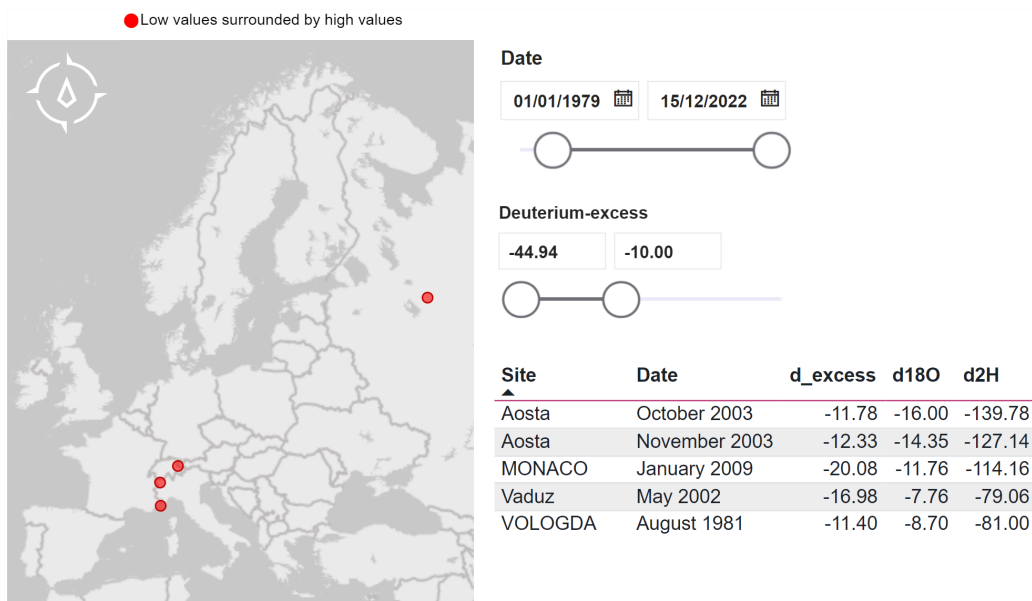 Low values surrounded by high values
Date
01/01/1979 15/12/2022
Deuterium-excess
-44.94 -10.00
Site Date d_excess d18O d2H
Aosta October 2003 -11.78 -16.00 -139.78
Aosta November 2003 -12.33 -14.35 -127.14
MONACO January 2009 -20.08 -11.76 -114.16
Vaduz May 2002 -16.98 -7.76 -79.06
VOLOGDA August 1981 -11.40 -8.70 -81.00